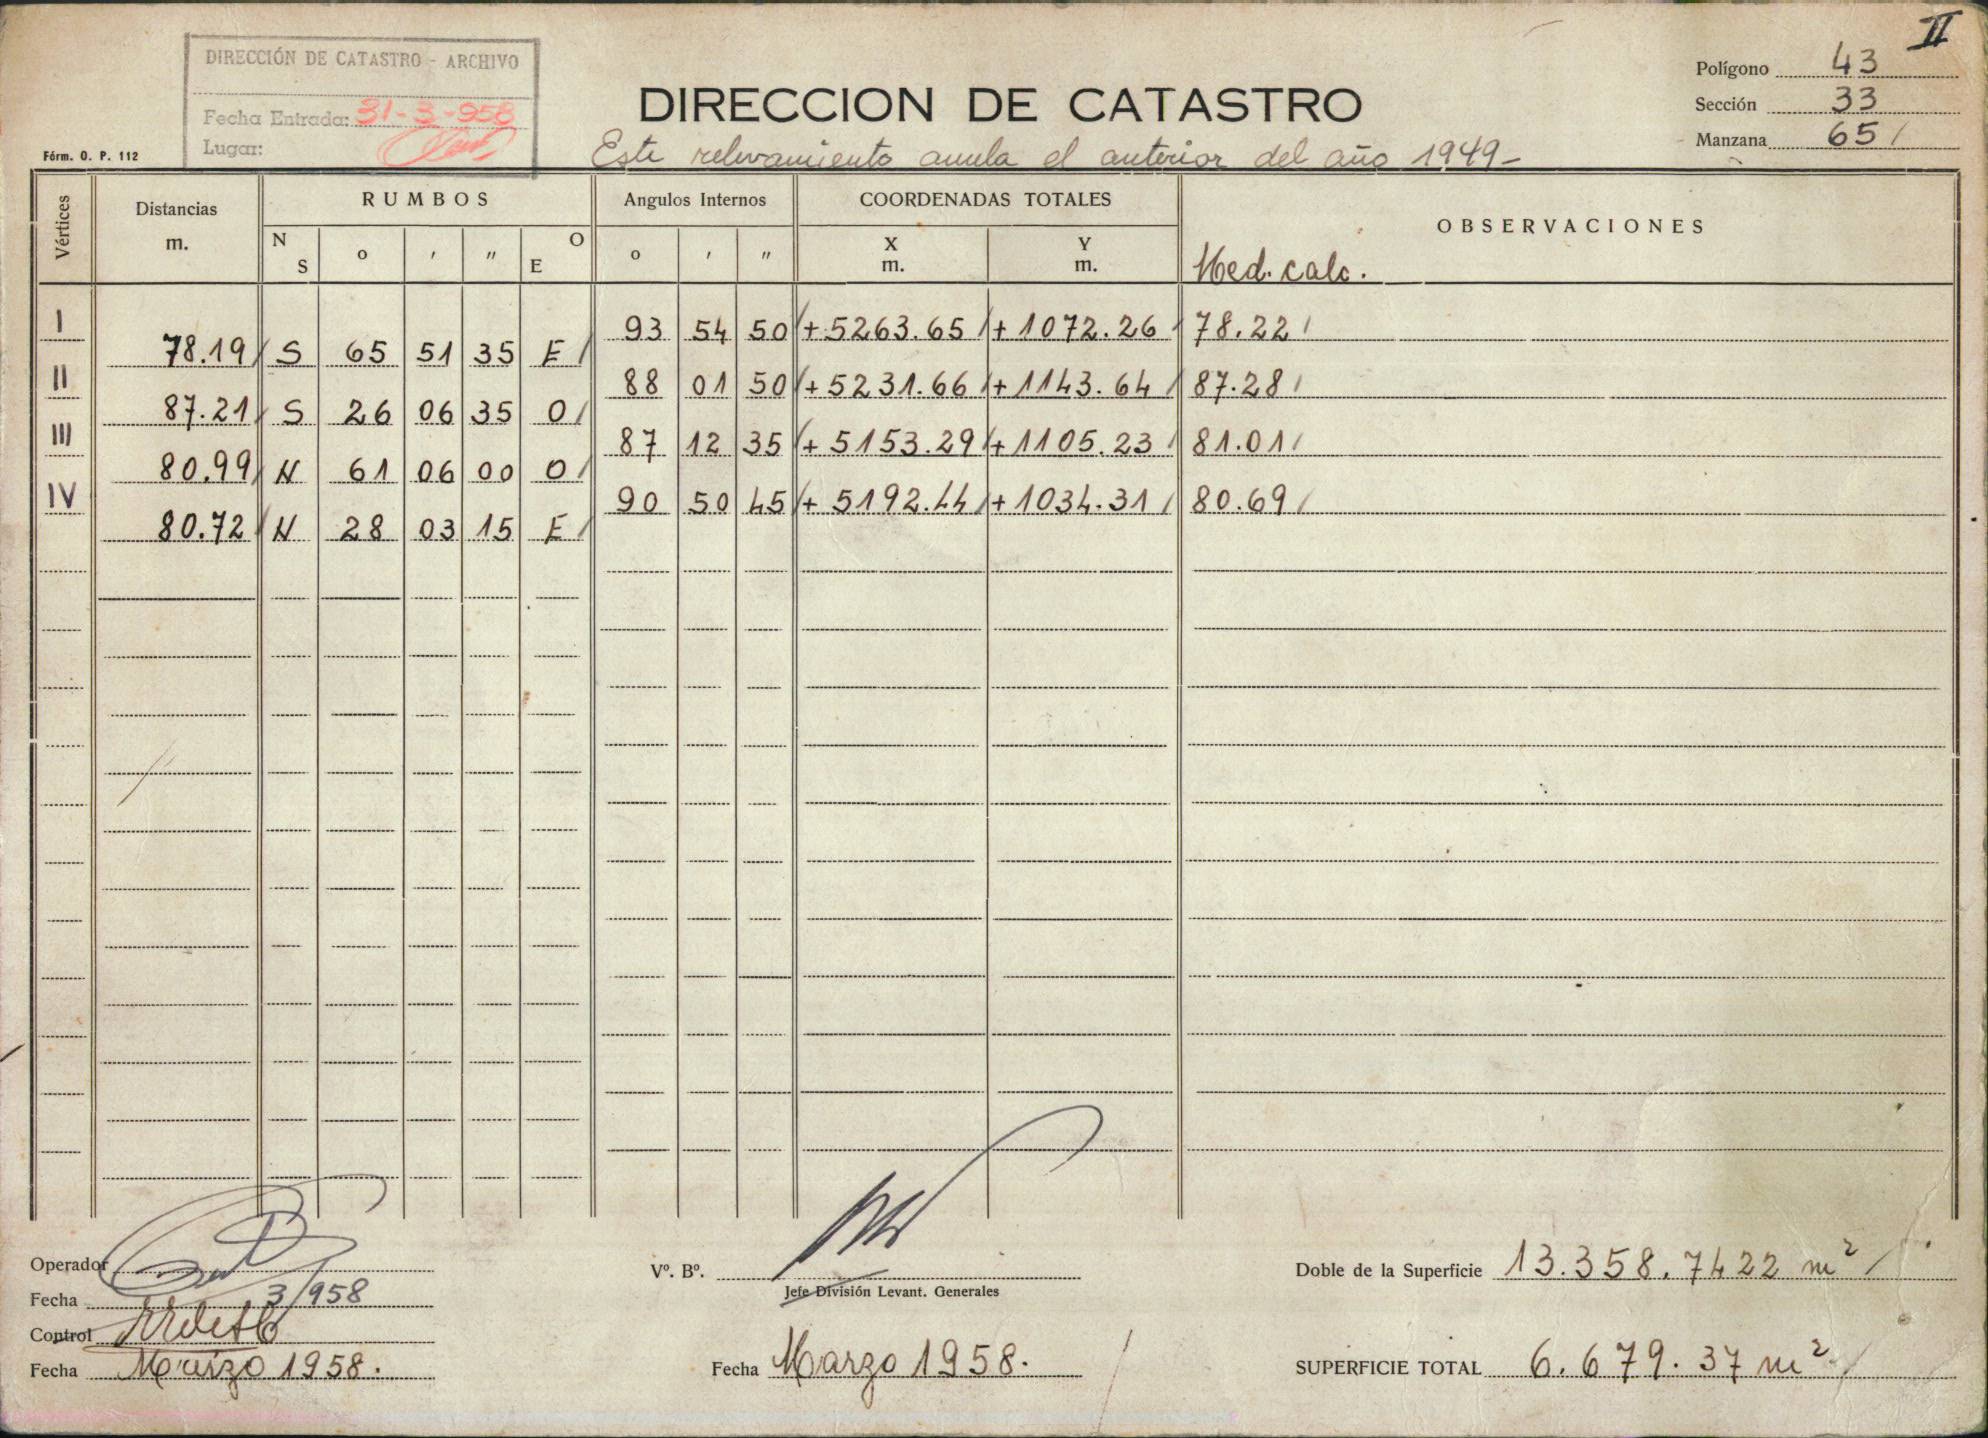 II
DIRECCIÓN DE CATASTRO - ARCHIVO
Fecha Entrada: 31-3-958
Lugar:
Fórm. O. P. 112
DIRECCION DE CATASTRO
Este relevamiento anula el anterior del año 1949-
Polígono 43
Sección 33
Manzana 65
Vértices Distancias m. RUMBOS Angulos Internos COORDENADAS TOTALES OBSERVACIONES
N S o ' " O E o ' " X m. Y m. Med. calc.
I 93 54 50 +5263.65 +1072.26 78.22
78.19 S 65 51 35 E
II 88 01 50 +5231.66 +1143.64 87.28
87.21 S 26 06 35 O
III 87 12 35 +5153.29 +1105.23 81.01
80.99 N 61 06 00 O
IV 90 50 45 +5192.44 +1034.31 80.69
80.72 N 28 03 15 E
Operador
Fecha 3/958
Control
Fecha Marzo 1958.
Vº. Bº.
Jefe División Levant. Generales
Fecha Marzo 1958.
Doble de la Superficie 13.358.7422 m²
SUPERFICIE TOTAL 6.679.37 m²